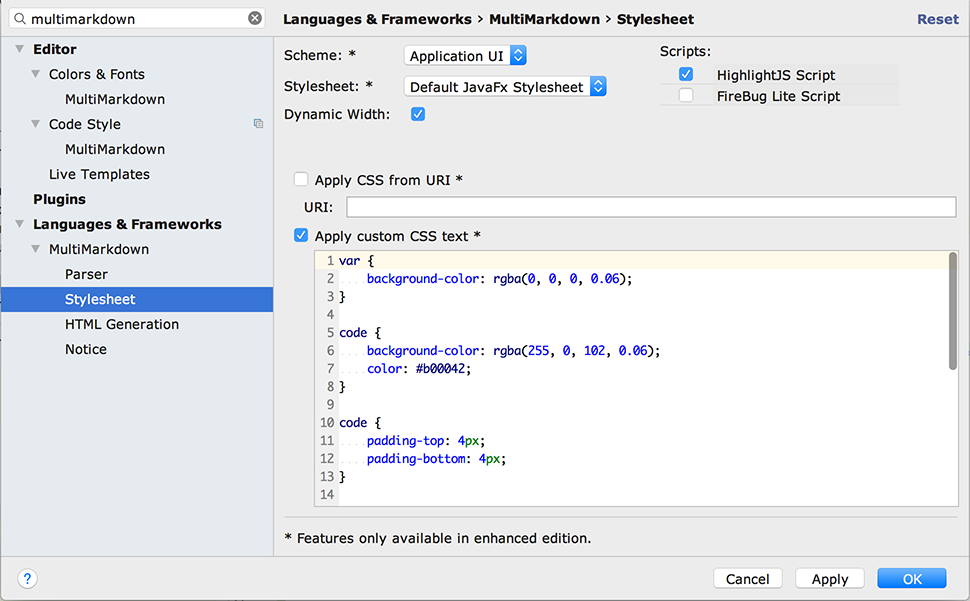 multimarkdown
Editor
Colors & Fonts
MultiMarkdown
Code Style
MultiMarkdown
Live Templates
Plugins
Languages & Frameworks
MultiMarkdown
Parser
Stylesheet
HTML Generation
Notice
?
Languages & Frameworks › MultiMarkdown › Stylesheet
Reset
Scheme: *
Application UI
Stylesheet: *
Default JavaFx Stylesheet
Dynamic Width:
Scripts:
HighlightJS Script
FireBug Lite Script
Apply CSS from URI *
URI:
Apply custom CSS text *
1 var {
2 background-color: rgba(0, 0, 0, 0.06);
3 }
4
5 code {
6 background-color: rgba(255, 0, 102, 0.06);
7 color: #b00042;
8 }
9
10 code {
11 padding-top: 4px;
12 padding-bottom: 4px;
13 }
14
* Features only available in enhanced edition.
Cancel
Apply
OK